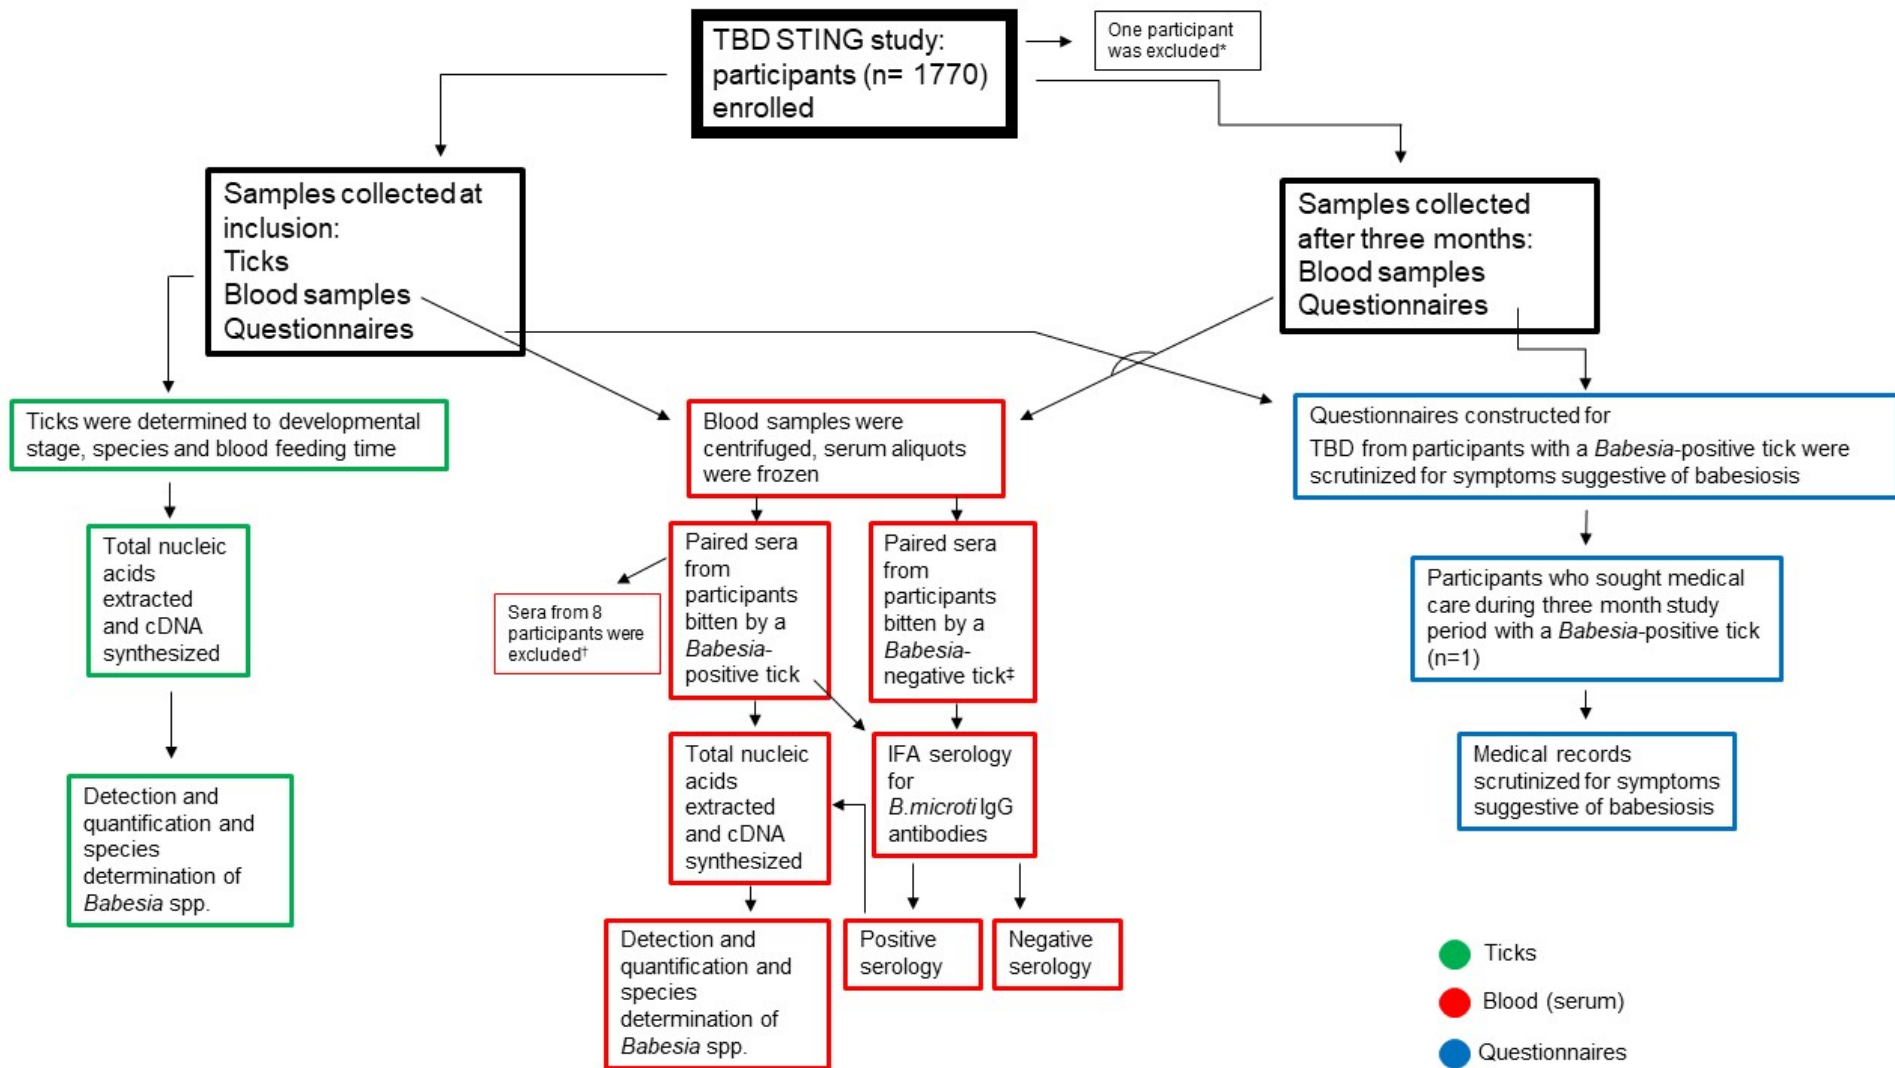 TBD STING study:
participants (n= 1770)
enrolled
One participant
was excluded*
Samples collected at
inclusion:
Ticks
Blood samples
Questionnaires
Samples collected
after three months:
Blood samples
Questionnaires
Ticks were determined to developmental
stage, species and blood feeding time
Blood samples were
centrifuged, serum aliquots
were frozen
Questionnaires constructed for
TBD from participants with a Babesia-positive tick were
scrutinized for symptoms suggestive of babesiosis
Total nucleic
acids
extracted
and cDNA
synthesized
Sera from 8
participants were
excluded†
Paired sera
from
participants
bitten by a
Babesia-
positive tick
Paired sera
from
participants
bitten by a
Babesia-
negative tick‡
Participants who sought medical
care during three month study
period with a Babesia-positive tick
(n=1)
Detection and
quantification and
species
determination of
Babesia spp.
Total nucleic
acids
extracted
and cDNA
synthesized
IFA serology
for
B.microti IgG
antibodies
Medical records
scrutinized for symptoms
suggestive of babesiosis
Detection and
quantification and
species
determination of
Babesia spp.
Positive
serology
Negative
serology
Ticks
Blood (serum)
Questionnaires